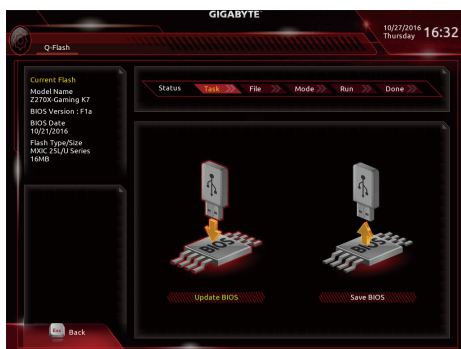 GIGABYTE™
10/27/2016
Thursday
16:32
Q-Flash
Current Flash
Model Name
Z270X-Gaming K7
BIOS Version : F1a
BIOS Date
10/21/2016
Flash Type/Size
MXIC 25L/U Series
16MB
Status Task File Mode Run Done
BIOS
BIOS
Update BIOS
Save BIOS
Esc Back